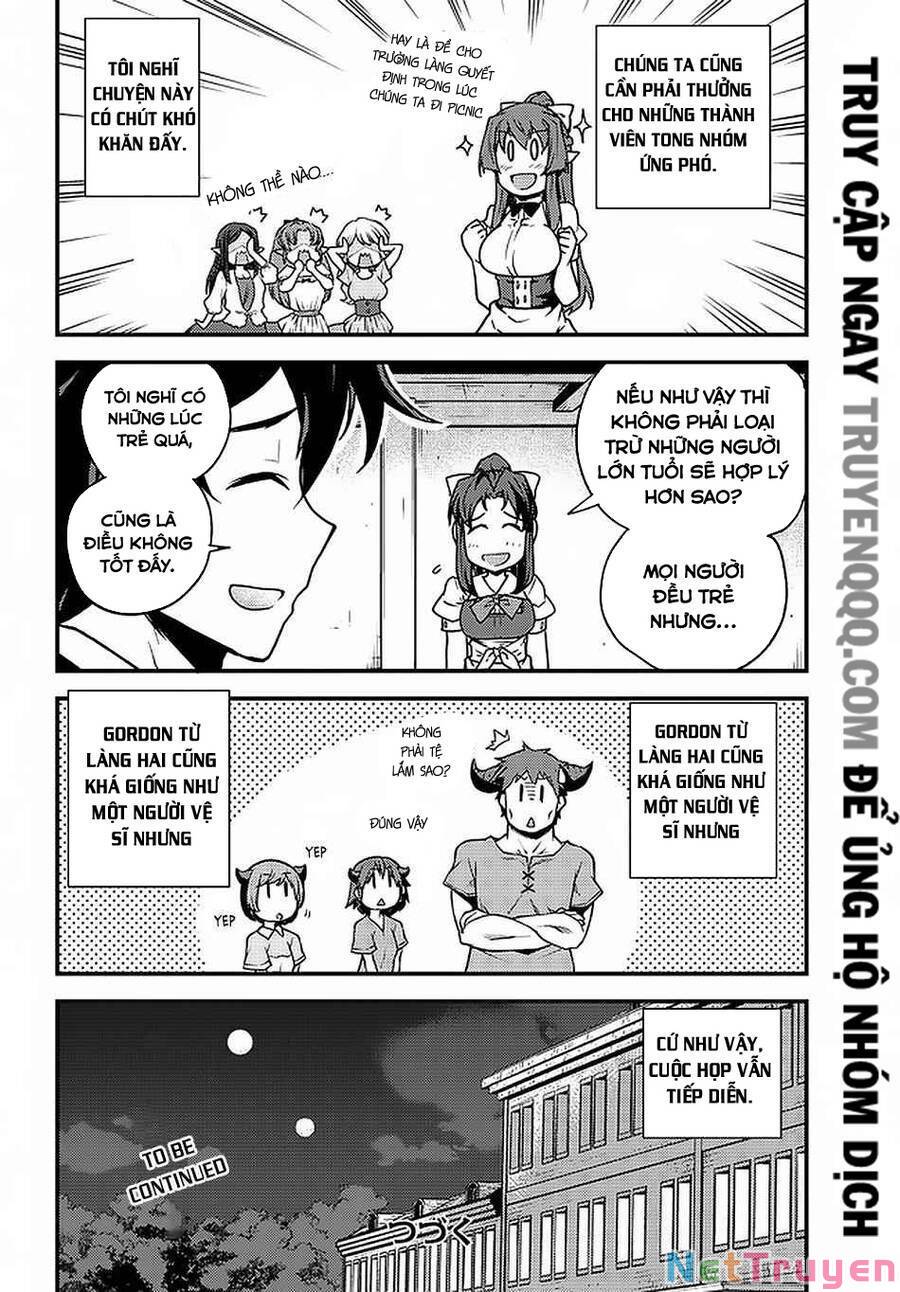 CHÚNG TA CŨNG
CẦN PHẢI THƯỞNG
CHO NHỮNG THÀNH
VIÊN TONG NHÓM
ỨNG PHÓ.
HAY LÀ ĐỂ CHO
TRƯỞNG LÀNG QUYẾT
ĐỊNH TRONG LÚC
CHÚNG TA ĐI PICNIC
TÔI NGHĨ
CHUYỆN NÀY
CÓ CHÚT KHÓ
KHĂN ĐẤY.
KHÔNG THỂ NÀO...
NẾU NHƯ VẬY THÌ
KHÔNG PHẢI LOẠI
TRỪ NHỮNG NGƯỜI
LỚN TUỔI SẼ HỢP LÝ
HƠN SAO?
MỌI NGƯỜI
ĐỀU TRẺ
NHƯNG...
TÔI NGHĨ CÓ
NHỮNG LÚC
TRẺ QUÁ,
CŨNG LÀ
ĐIỀU KHÔNG
TỐT ĐẤY.
GORDON TỪ
LÀNG HAI CŨNG
KHÁ GIỐNG NHƯ
MỘT NGƯỜI VỆ
SĨ NHƯNG
KHÔNG
PHẢI TỆ
LẮM SAO?
ĐÚNG VẬY
YEP
YEP
GORDON TỪ
LÀNG HAI CŨNG
KHÁ GIỐNG NHƯ
MỘT NGƯỜI VỆ
SĨ NHƯNG
CỨ NHƯ VẬY,
CUỘC HỌP VẪN
TIẾP DIỄN.
TO BE
CONTINUED
つづく
NetTruyen
TRUY CẬP NGAY TRUYENQQ.COM ĐỂ ỦNG HỘ NHÓM DỊCH